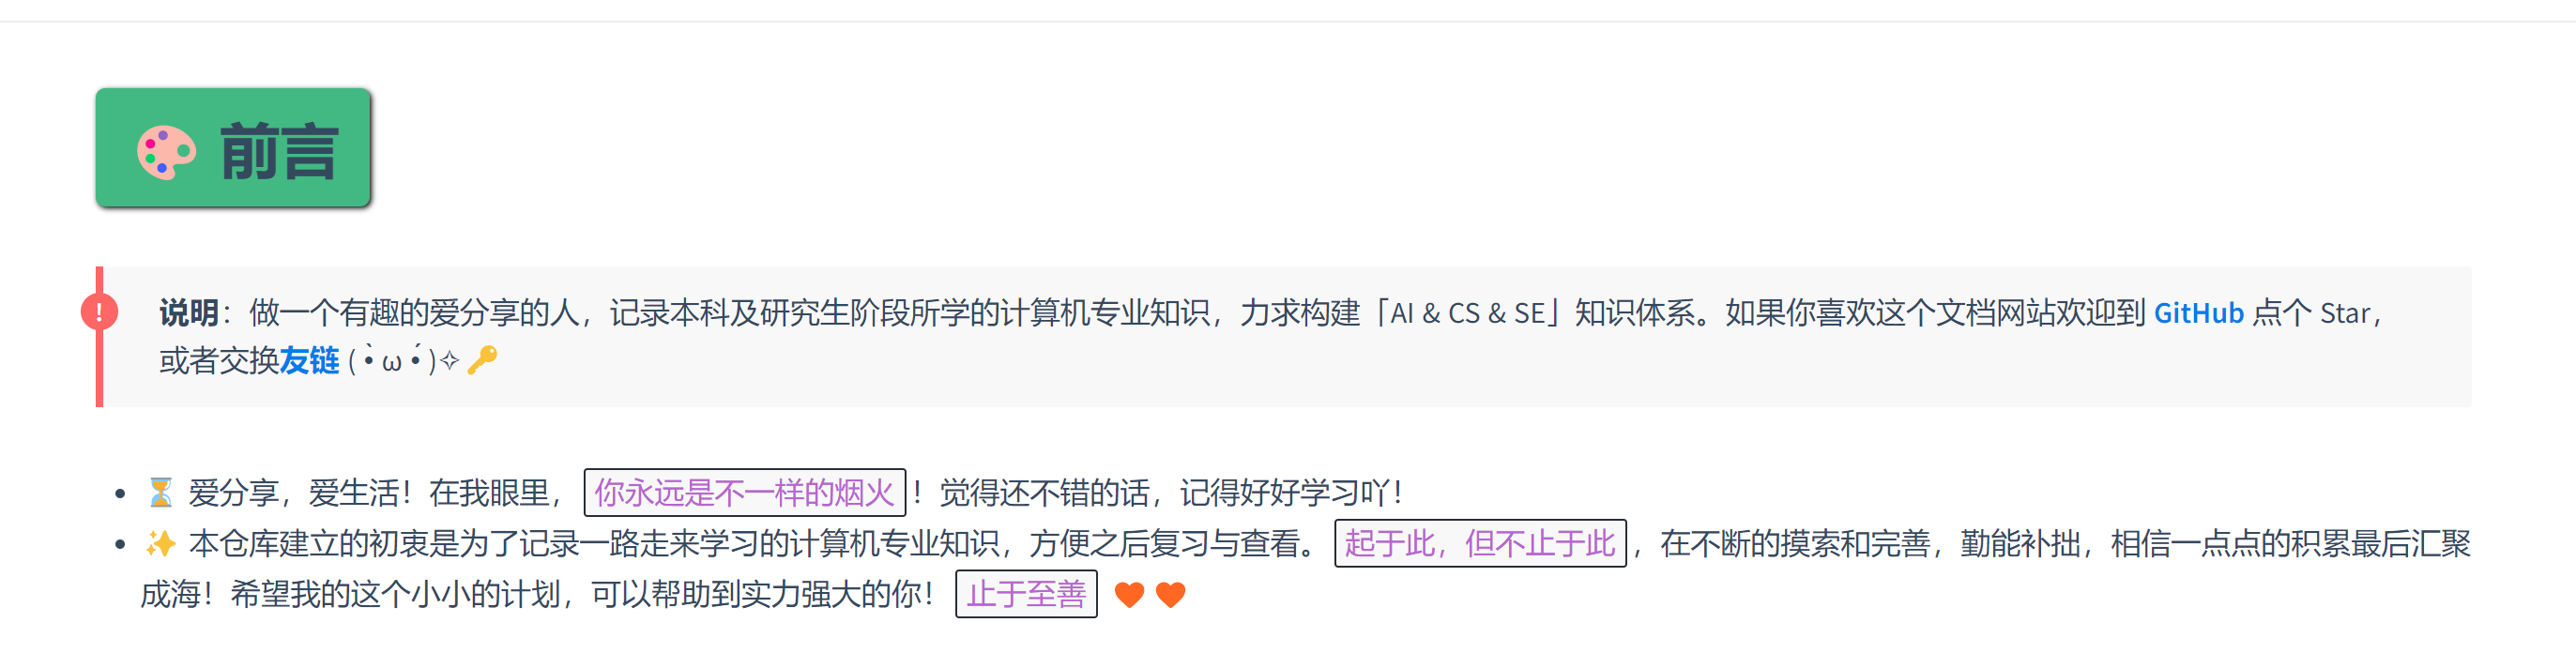 🎨 前言
说明：做一个有趣的爱分享的人，记录本科及研究生阶段所学的计算机专业知识，力求构建「AI & CS & SE」知识体系。如果你喜欢这个文档网站欢迎到 GitHub 点个 Star，
或者交换友链 ( •̀ ω •́ )✧🔑
• ⏳ 爱分享，爱生活！在我眼里，你永远是不一样的烟火！觉得还不错的话，记得好好学习吖！
• ✨ 本仓库建立的初衷是为了记录一路走来学习的计算机专业知识，方便之后复习与查看。起于此，但不止于此，在不断的摸索和完善，勤能补拙，相信一点点的积累最后汇聚
成海！希望我的这个小小的计划，可以帮助到实力强大的你！止于至善 🧡 🧡